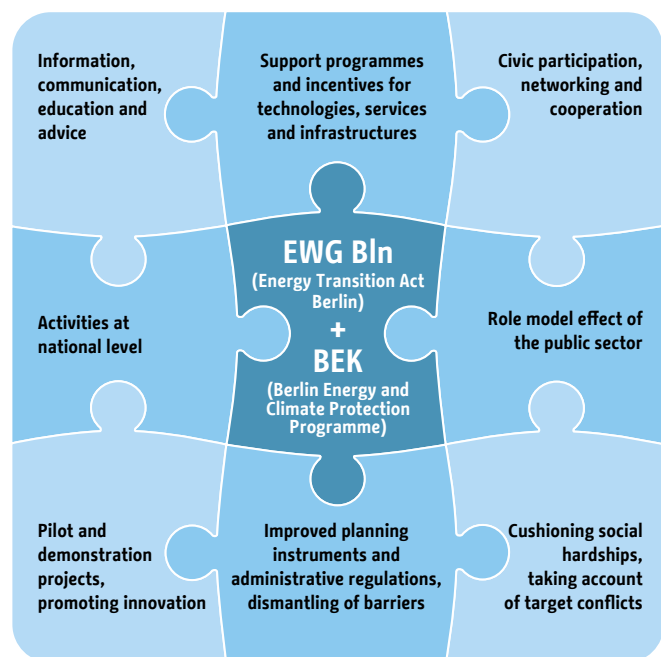 Information,
communication,
education and
advice
Support programmes
and incentives for
technologies, services
and infrastructures
Civic participation,
networking and
cooperation
Activities at
national level
EWG Bln
(Energy Transition Act
Berlin)
+
BEK
(Berlin Energy and
Climate Protection
Programme)
Role model effect of
the public sector
Pilot and
demonstration
projects,
promoting innovation
Improved planning
instruments and
administrative regulations,
dismantling of barriers
Cushioning social
hardships,
taking account
of target conflicts